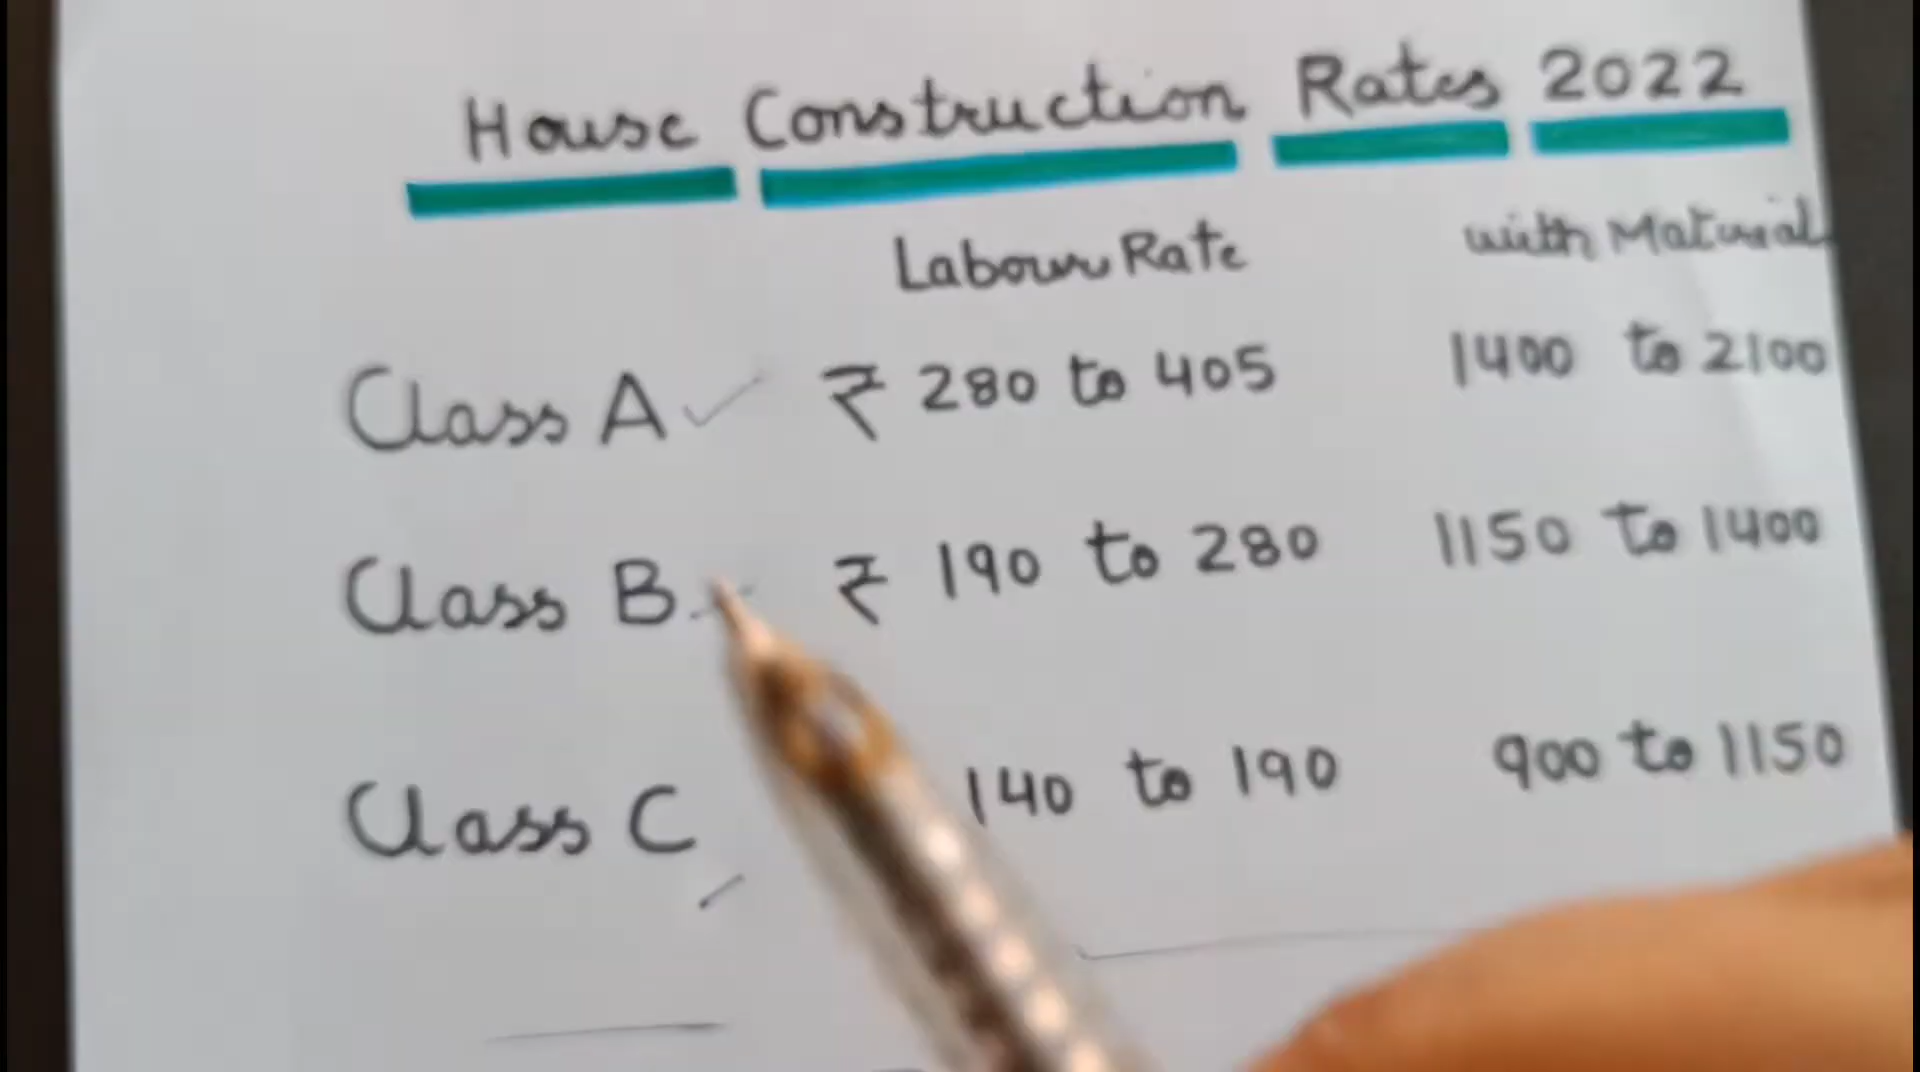 House Construction Rates 2022
Labour Rate with Material
Class A ✓ ₹ 280 to 405 1400 to 2100
Class B ₹ 190 to 280 1150 to 1400
Class C 140 to 190 900 to 1150